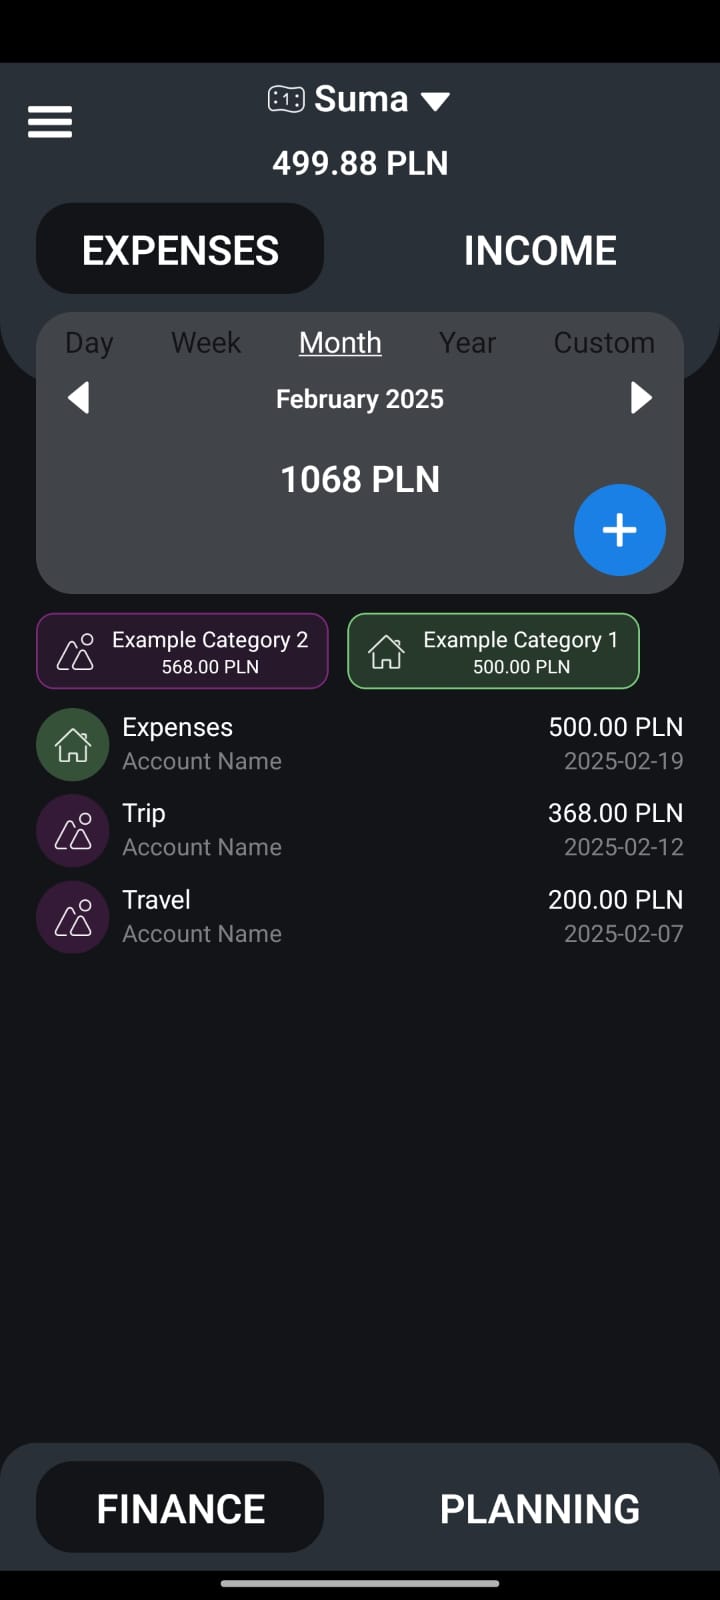 Suma
499.88 PLN
EXPENSES INCOME
Day Week Month Year Custom
February 2025
1068 PLN
Example Category 2 Example Category 1
568.00 PLN 500.00 PLN
Expenses 500.00 PLN
Account Name 2025-02-19
Trip 368.00 PLN
Account Name 2025-02-12
Travel 200.00 PLN
Account Name 2025-02-07
FINANCE PLANNING